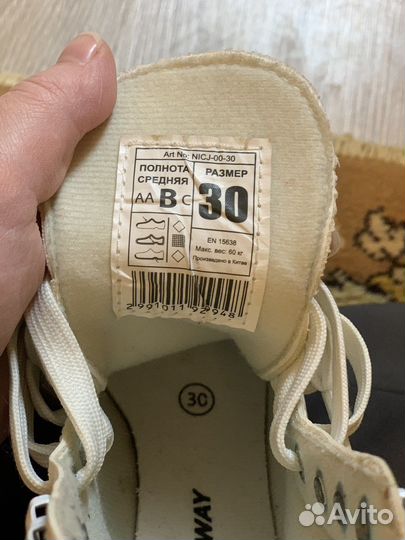 Art No: NICJ-00-30
ПОЛНОТА РАЗМЕР
СРЕДНЯЯ
AA B C 30
EN 15638
Макс. вес: 60 кг
Произведено в Китае
2991011192948
30
WAY
Avito